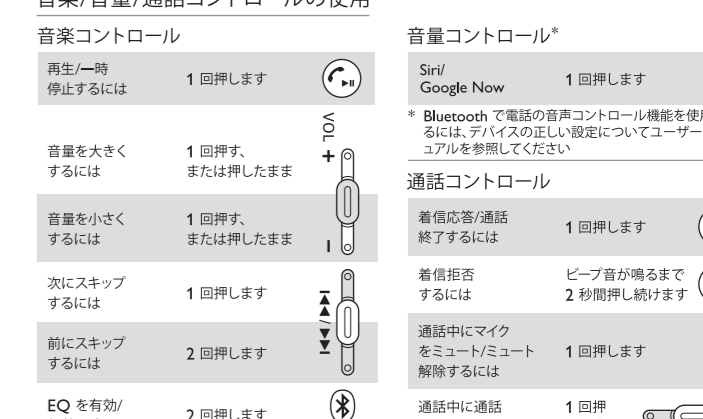 音楽/音量/通話コントロールの使用
音楽コントロール
再生/一時
停止するには
1 回押します
VOL
音量を大きく
するには
1 回押す、
または押したまま
+
音量を小さく
するには
1 回押す、
または押したまま
−
次にスキップ
するには
1 回押します
前にスキップ
するには
2 回押します
EQ を有効/
2 回押します
音量コントロール*
Siri/
Google Now
1 回押します
* Bluetooth で電話の音声コントロール機能を使用
るには、デバイスの正しい設定についてユーザー
ュアルを参照してください
通話コントロール
着信応答/通話
終了するには
1 回押します
着信拒否
するには
ビープ音が鳴るまで
2 秒間押し続けます
通話中にマイク
をミュート/ミュート
解除するには
1 回押します
通話中に通話
1 回押